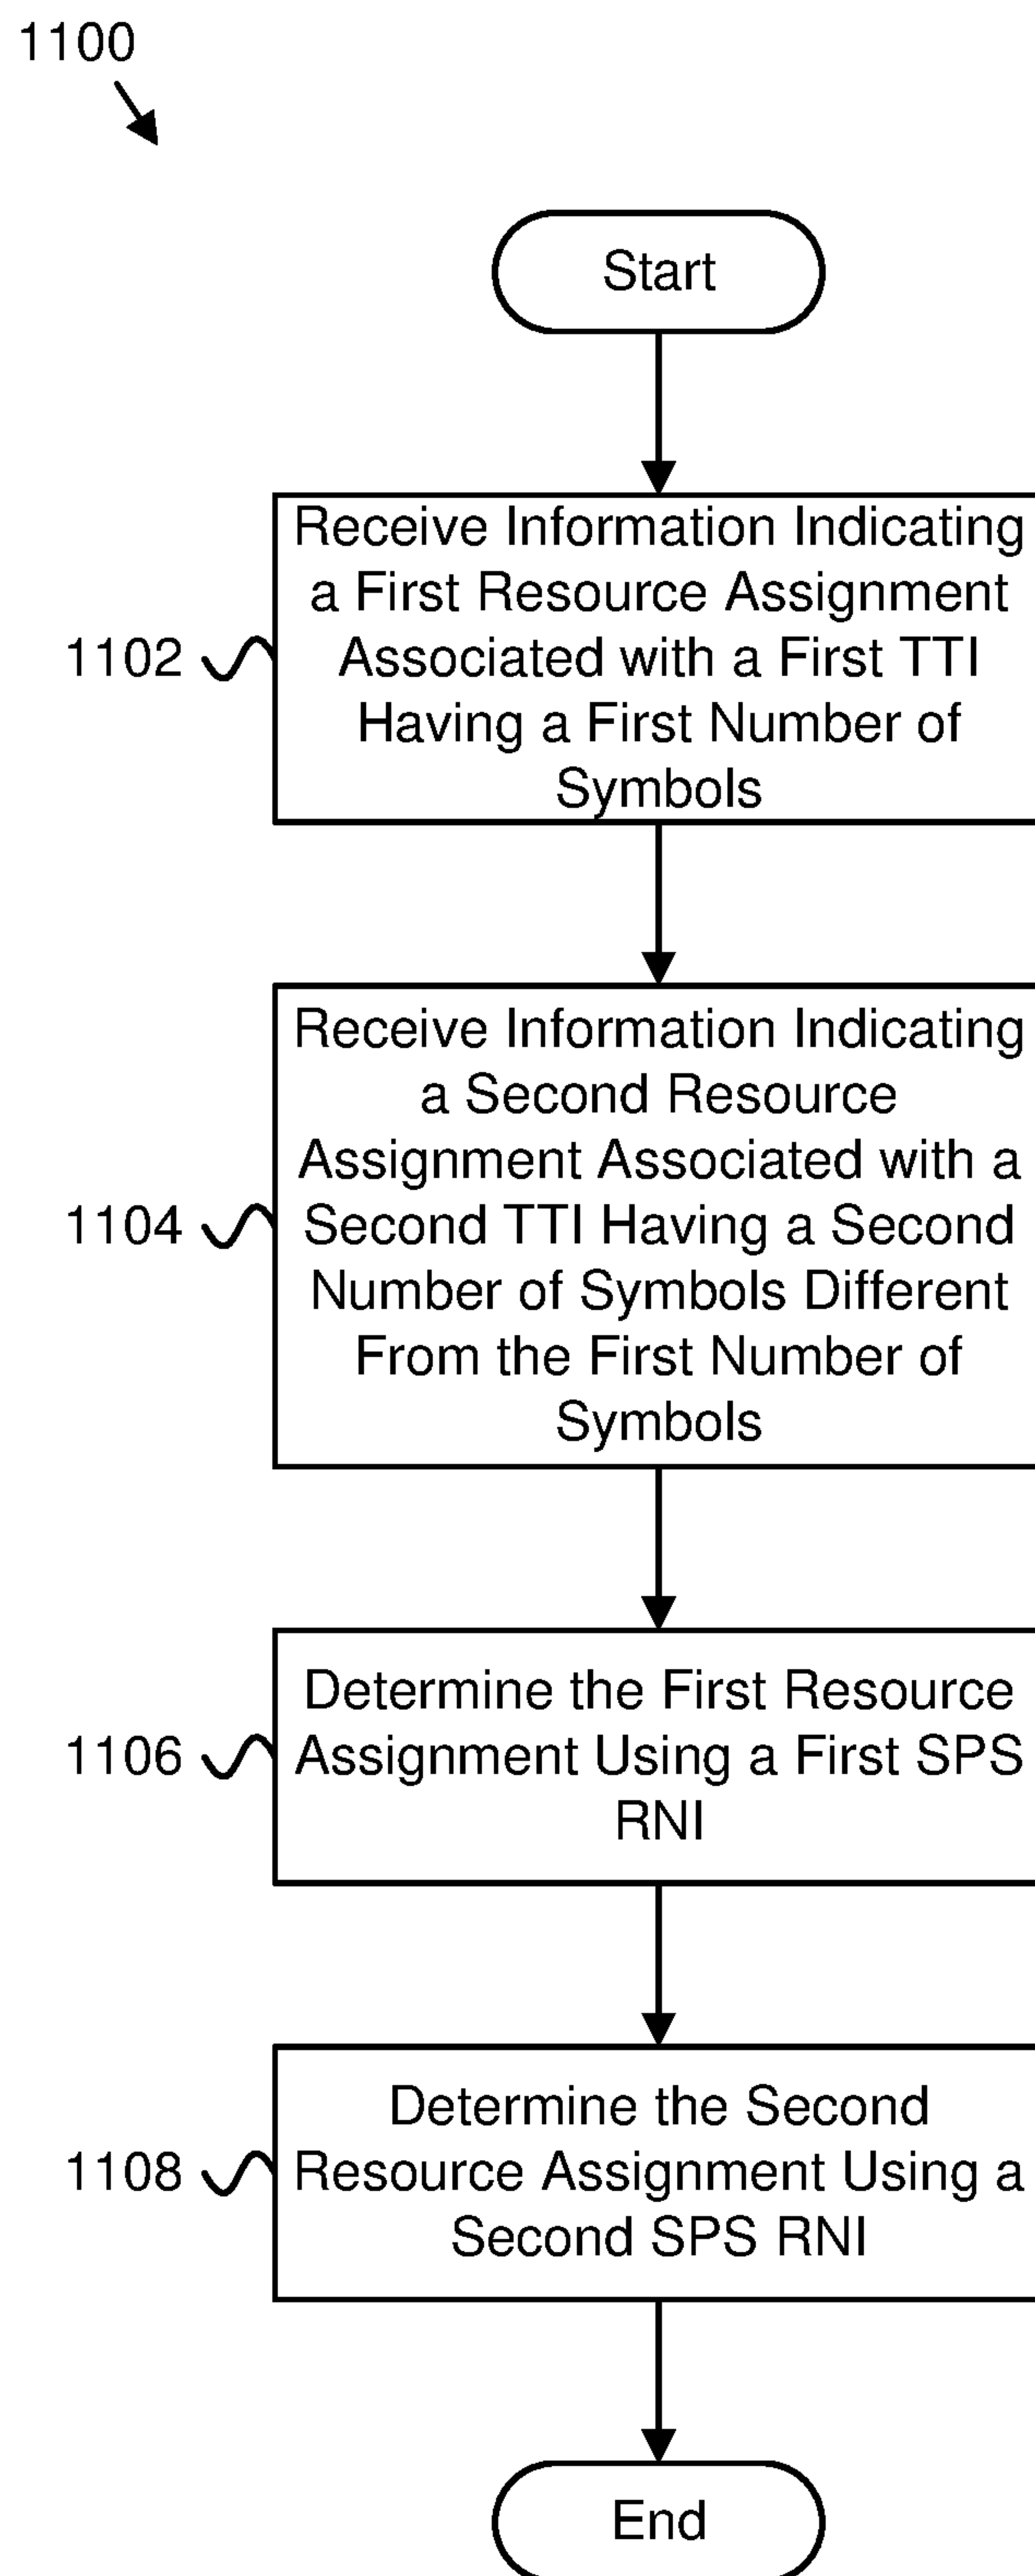 1100
Start
Receive Information Indicating
a First Resource Assignment
Associated with a First TTI
Having a First Number of
Symbols
1102
Receive Information Indicating
a Second Resource
Assignment Associated with a
Second TTI Having a Second
Number of Symbols Different
From the First Number of
Symbols
1104
Determine the First Resource
Assignment Using a First SPS
RNI
1106
Determine the Second
Resource Assignment Using a
Second SPS RNI
1108
End